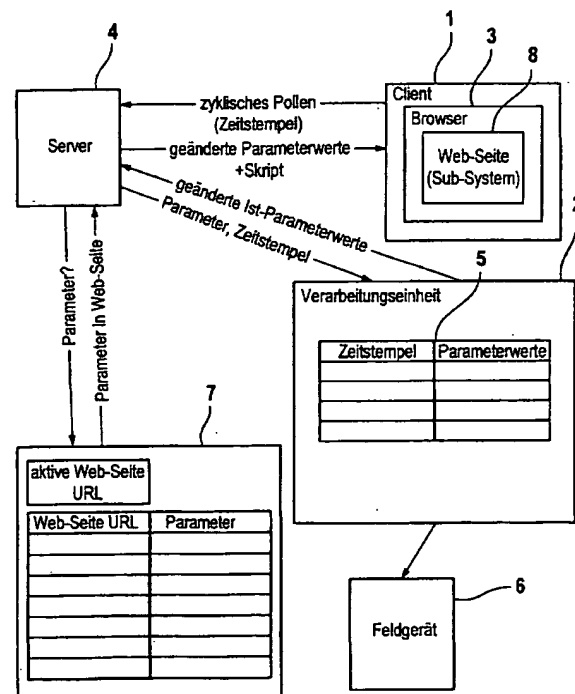 4
1
3
8
Client
Browser
Web-Seite
(Sub-System)
Server
zyklisches Pollen
(Zeitstempel)
geänderte Parameterwerte
+Skript
geänderte Ist-Parameterwerte
Parameter, Zeitstempel
Parameter?
Parameter in Web-Seite
5
Verarbeitungseinheit
Zeitstempel Parameterwerte
7
aktive Web-Seite
URL
Web-Seite URL Parameter
6
Feldgerät